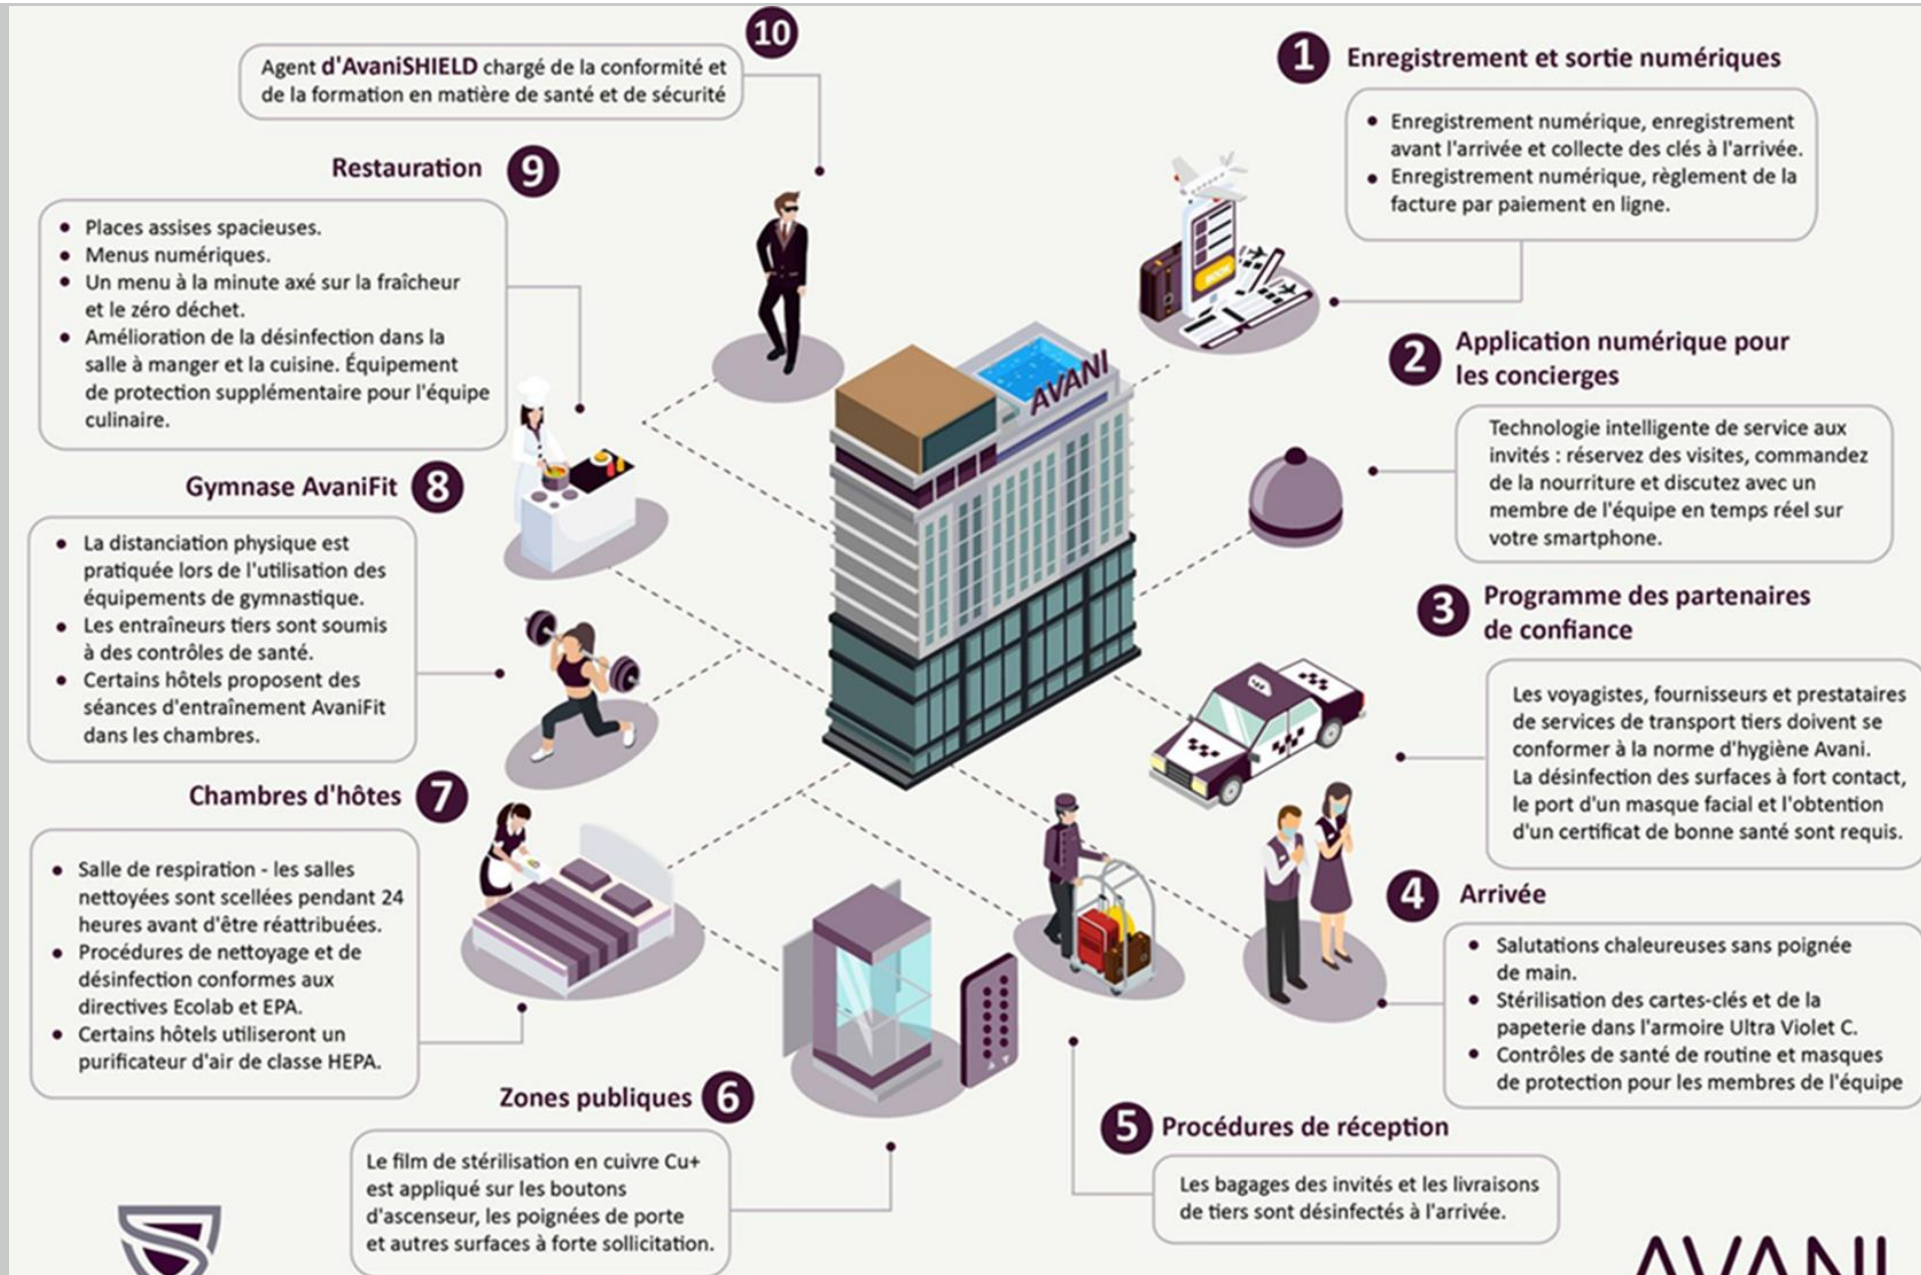 10
Agent d'AvaniSHIELD chargé de la conformité et
de la formation en matière de santé et de sécurité
1
Enregistrement et sortie numériques
• Enregistrement numérique, enregistrement
avant l'arrivée et collecte des clés à l'arrivée.
• Enregistrement numérique, règlement de la
facture par paiement en ligne.
BOOK
AVANI
2
Application numérique pour
les concierges
Technologie intelligente de service aux
invités : réservez des visites, commandez
de la nourriture et discutez avec un
membre de l'équipe en temps réel sur
votre smartphone.
3
Programme des partenaires
de confiance
Les voyagistes, fournisseurs et prestataires
de services de transport tiers doivent se
conformer à la norme d'hygiène Avani.
La désinfection des surfaces à fort contact,
le port d'un masque facial et l'obtention
d'un certificat de bonne santé sont requis.
4
Arrivée
• Salutations chaleureuses sans poignée
de main.
• Stérilisation des cartes-clés et de la
papeterie dans l'armoire Ultra Violet C.
• Contrôles de santé de routine et masques
de protection pour les membres de l'équipe
5
Procédures de réception
Les bagages des invités et les livraisons
de tiers sont désinfectés à l'arrivée.
Zones publiques
6
Le film de stérilisation en cuivre Cu+
est appliqué sur les boutons
d'ascenseur, les poignées de porte
et autres surfaces à forte sollicitation.
Chambres d'hôtes
7
• Salle de respiration - les salles
nettoyées sont scellées pendant 24
heures avant d'être réattribuées.
• Procédures de nettoyage et de
désinfection conformes aux
directives Ecolab et EPA.
• Certains hôtels utiliseront un
purificateur d'air de classe HEPA.
Gymnase AvaniFit
8
• La distanciation physique est
pratiquée lors de l'utilisation des
équipements de gymnastique.
• Les entraîneurs tiers sont soumis
à des contrôles de santé.
• Certains hôtels proposent des
séances d'entraînement AvaniFit
dans les chambres.
Restauration
9
• Places assises spacieuses.
• Menus numériques.
• Un menu à la minute axé sur la fraîcheur
et le zéro déchet.
• Amélioration de la désinfection dans la
salle à manger et la cuisine. Équipement
de protection supplémentaire pour l'équipe
culinaire.
AVANI